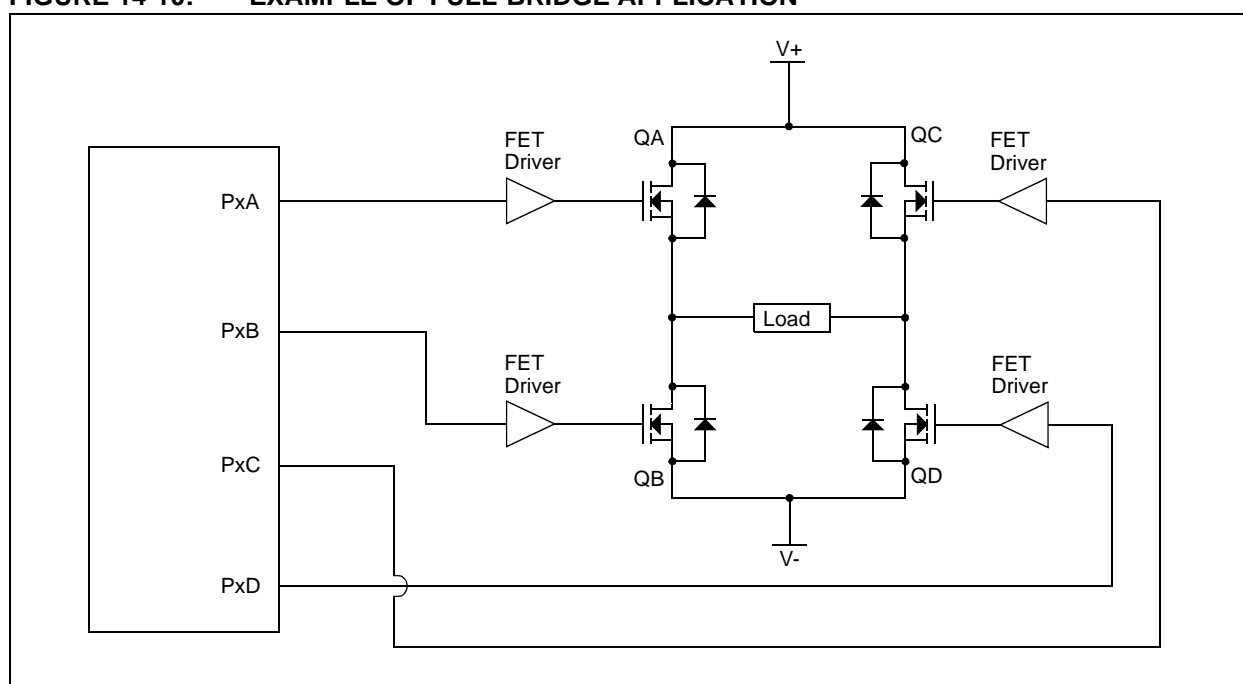 FIGURE 14-10: EXAMPLE OF FULL-BRIDGE APPLICATION
V+
FET
Driver
QA
QC
FET
Driver
PxA
Load
PxB
FET
Driver
FET
Driver
PxC
QB
QD
V-
PxD